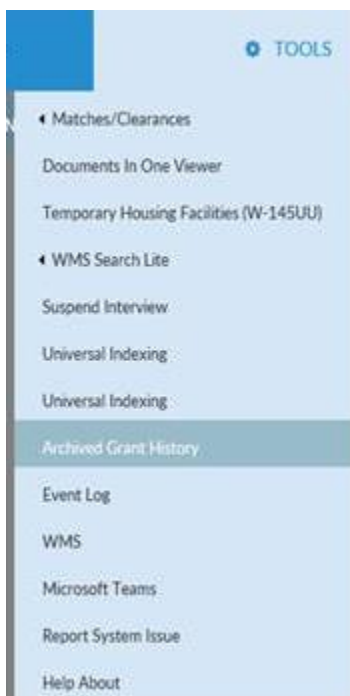 TOOLS
Matches/Clearances
Documents In One Viewer
Temporary Housing Facilities (W-145UU)
WMS Search Lite
Suspend Interview
Universal Indexing
Universal Indexing
Archived Grant History
Event Log
WMS
Microsoft Teams
Report System Issue
Help About